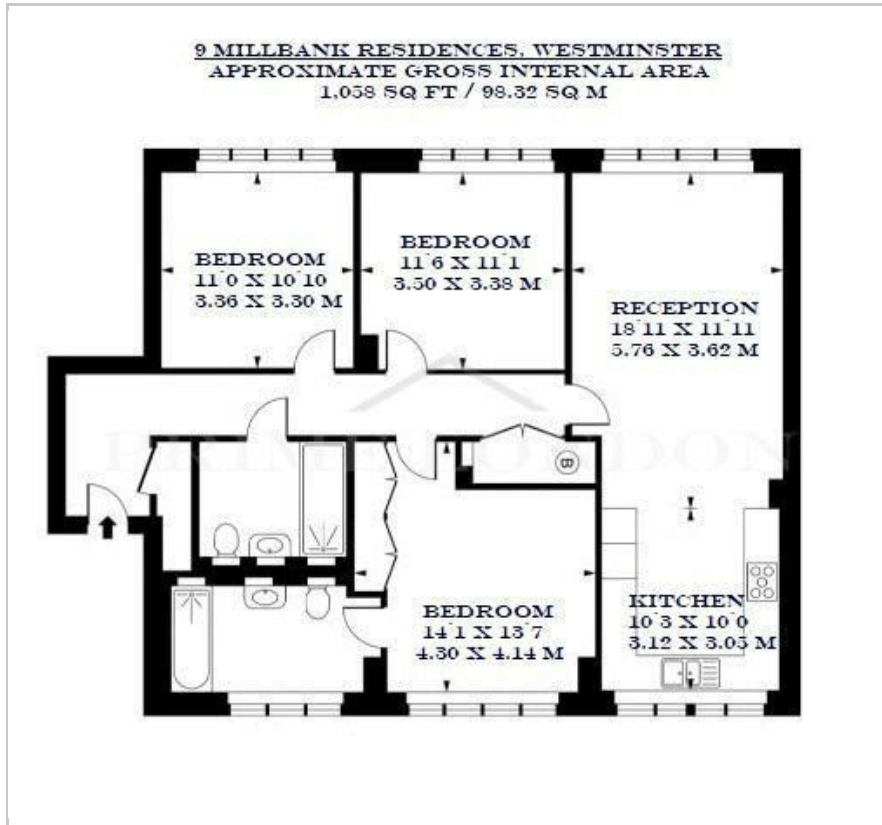 9 MILLBANK RESIDENCES, WESTMINSTER
APPROXIMATE GROSS INTERNAL AREA
1,058 SQ FT / 98.32 SQ M
BEDROOM
11'0 X 10'10
3.36 X 3.30 M
BEDROOM
11'6 X 11'1
3.50 X 3.38 M
RECEPTION
18'11 X 11'11
5.76 X 3.62 M
PRIME LONDON
B
BEDROOM
14'1 X 13'7
4.30 X 4.14 M
KITCHEN
10'3 X 10'0
3.12 X 3.05 M